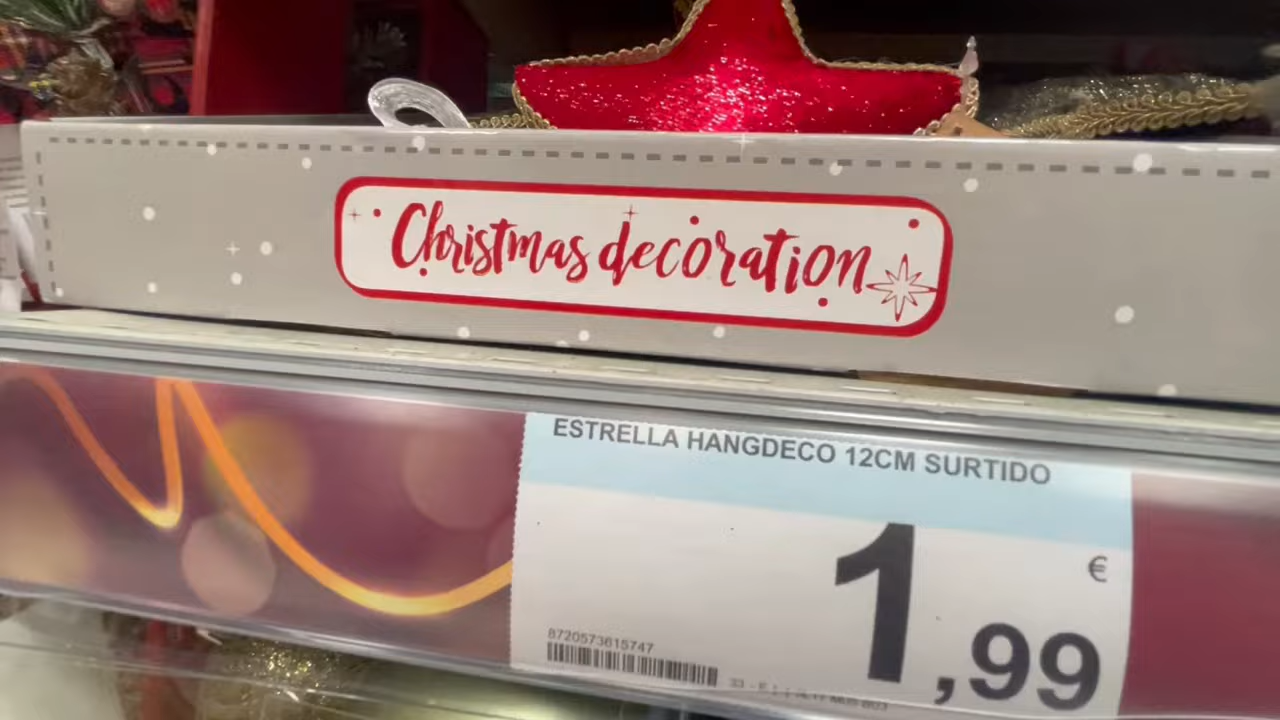 Christmas decoration
ESTRELLA HANGDECO 12CM SURTIDO
1,99
€
8720573615747